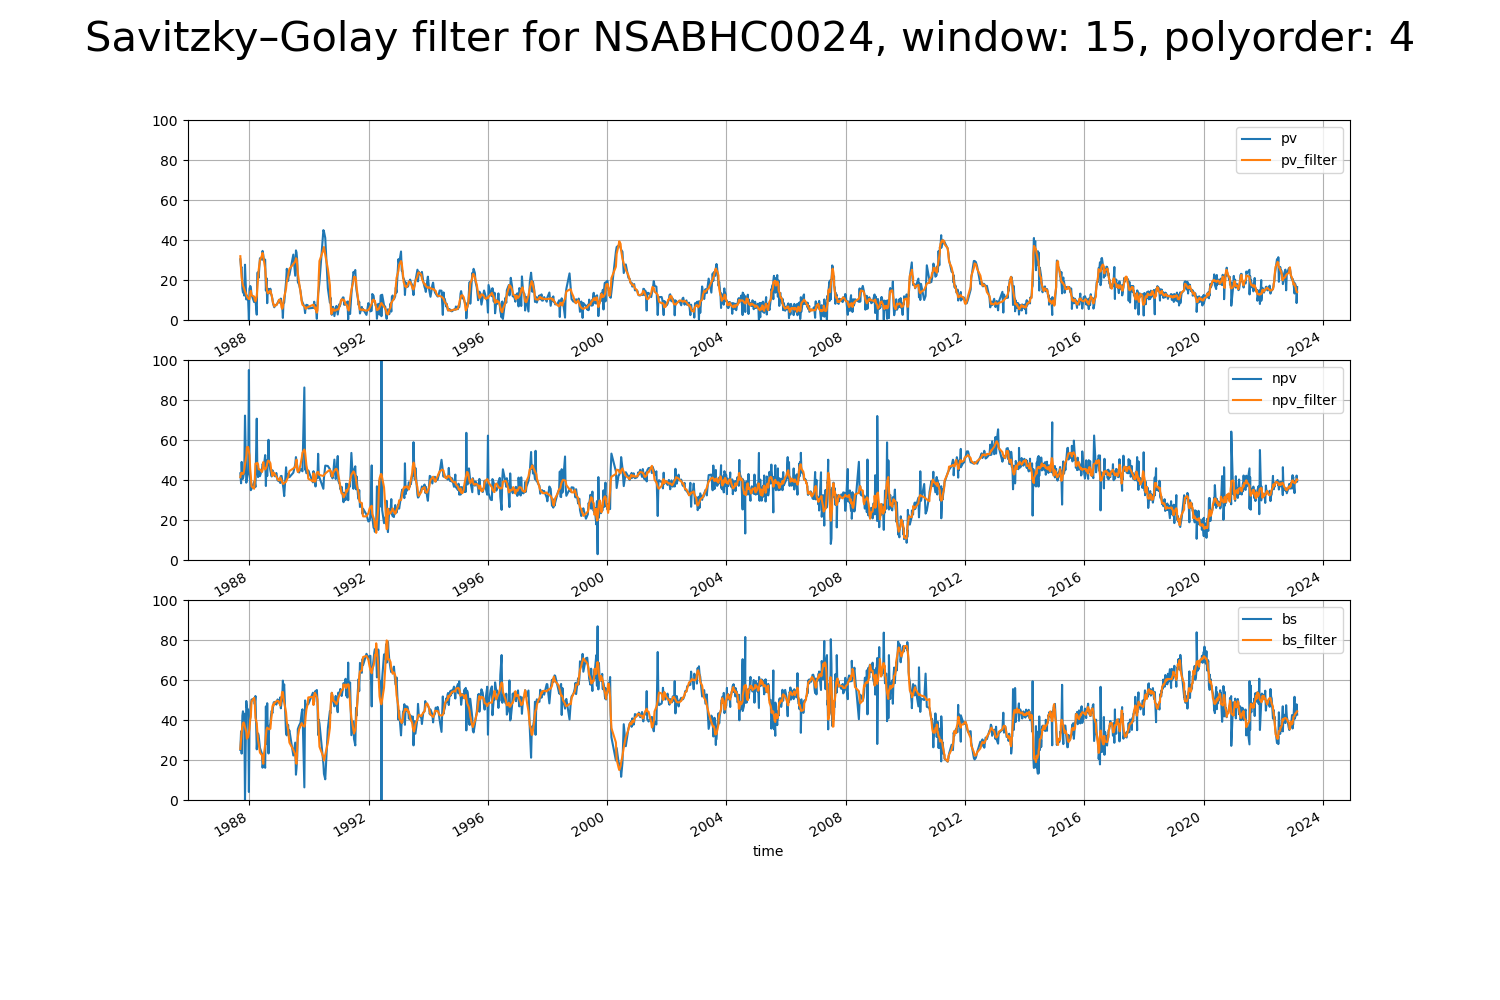 Savitzky–Golay filter for NSABHC0024, window: 15, polyorder: 4
100
80
60
40
20
0
pv
pv_filter
1988 1992 1996 2000 2004 2008 2012 2016 2020 2024
100
80
60
40
20
0
npv
npv_filter
1988 1992 1996 2000 2004 2008 2012 2016 2020 2024
100
80
60
40
20
0
bs
bs_filter
1988 1992 1996 2000 2004 2008 2012 2016 2020 2024
time